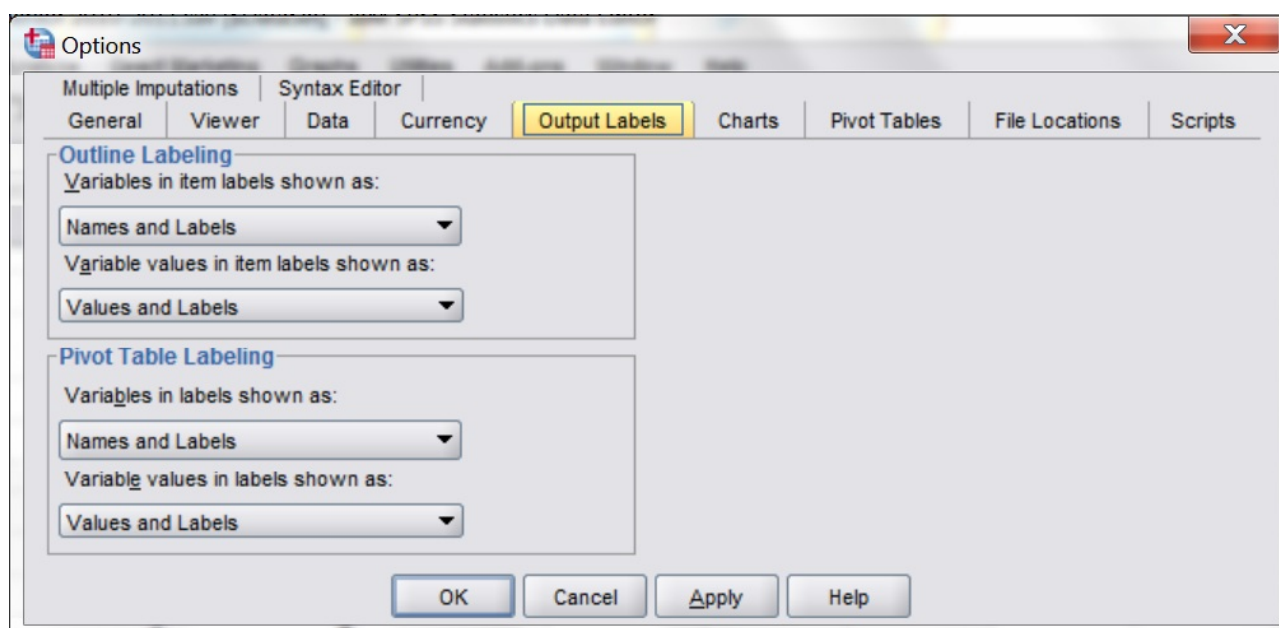 Options
X
Multiple Imputations Syntax Editor
General Viewer Data Currency Output Labels Charts Pivot Tables File Locations Scripts
Outline Labeling
Variables in item labels shown as:
Names and Labels
Variable values in item labels shown as:
Values and Labels
Pivot Table Labeling
Variables in labels shown as:
Names and Labels
Variable values in labels shown as:
Values and Labels
OK Cancel Apply Help